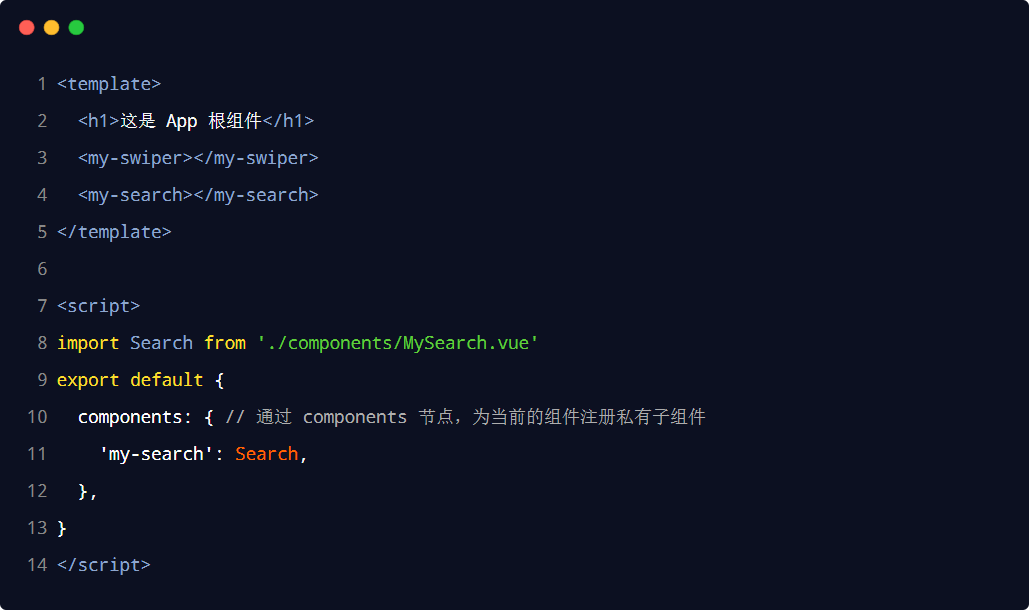 1 <template>
2   <h1>这是 App 根组件</h1>
3   <my-swiper></my-swiper>
4   <my-search></my-search>
5 </template>
6
7 <script>
8 import Search from './components/MySearch.vue'
9 export default {
10   components: { // 通过 components 节点，为当前的组件注册私有子组件
11     'my-search': Search,
12   },
13 }
14 </script>